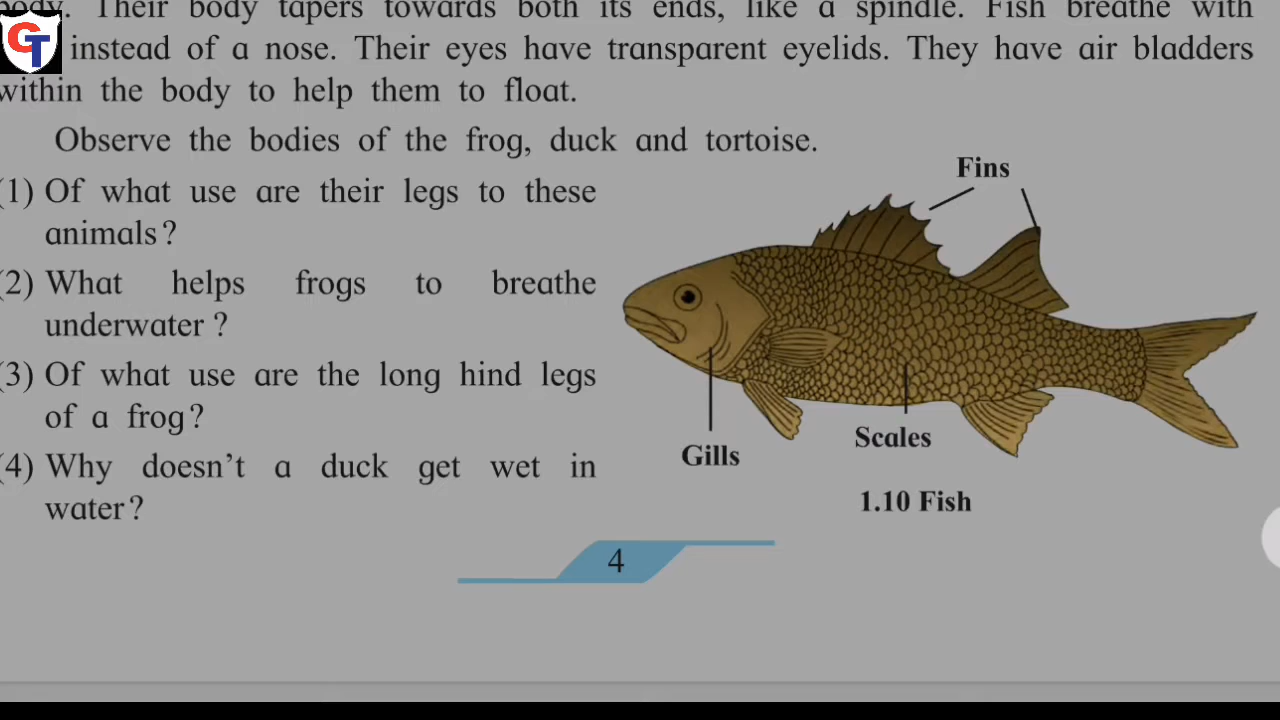 body. Their body tapers towards both its ends, like a spindle. Fish breathe with
GT
instead of a nose. Their eyes have transparent eyelids. They have air bladders
within the body to help them to float.
Observe the bodies of the frog, duck and tortoise.
Fins
(1) Of what use are their legs to these
animals?
(2) What helps frogs to breathe
underwater?
(3) Of what use are the long hind legs
of a frog?
(4) Why doesn't a duck get wet in
water?
Gills
Scales
1.10 Fish
4